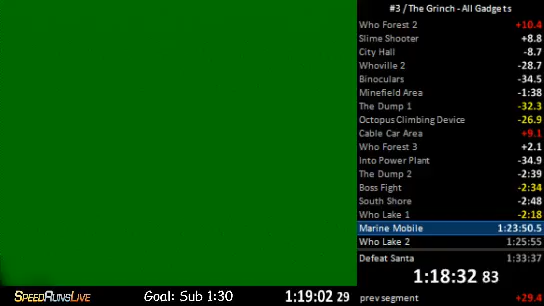 #3 / The Grinch - All Gadgets
Who Forest 2 +10.4
Slime Shooter +8.8
City Hall -8.7
Whoville 2 -28.7
Binoculars -34.5
Minefield Area -1:38
The Dump 1 -32.3
Octopus Climbing Device -26.9
Cable Car Area +9.1
Who Forest 3 +2.1
Into Power Plant -34.9
The Dump 2 -2:39
Boss Fight -2:34
South Shore -2:48
Who Lake 1 -2:18
Marine Mobile 1:23:50.5
Who Lake 2 1:25:55
Defeat Santa 1:33:37
1:18:32 83
SpeedRunsLive Goal: Sub 1:30 1:19:02 29 prev segment +29.4